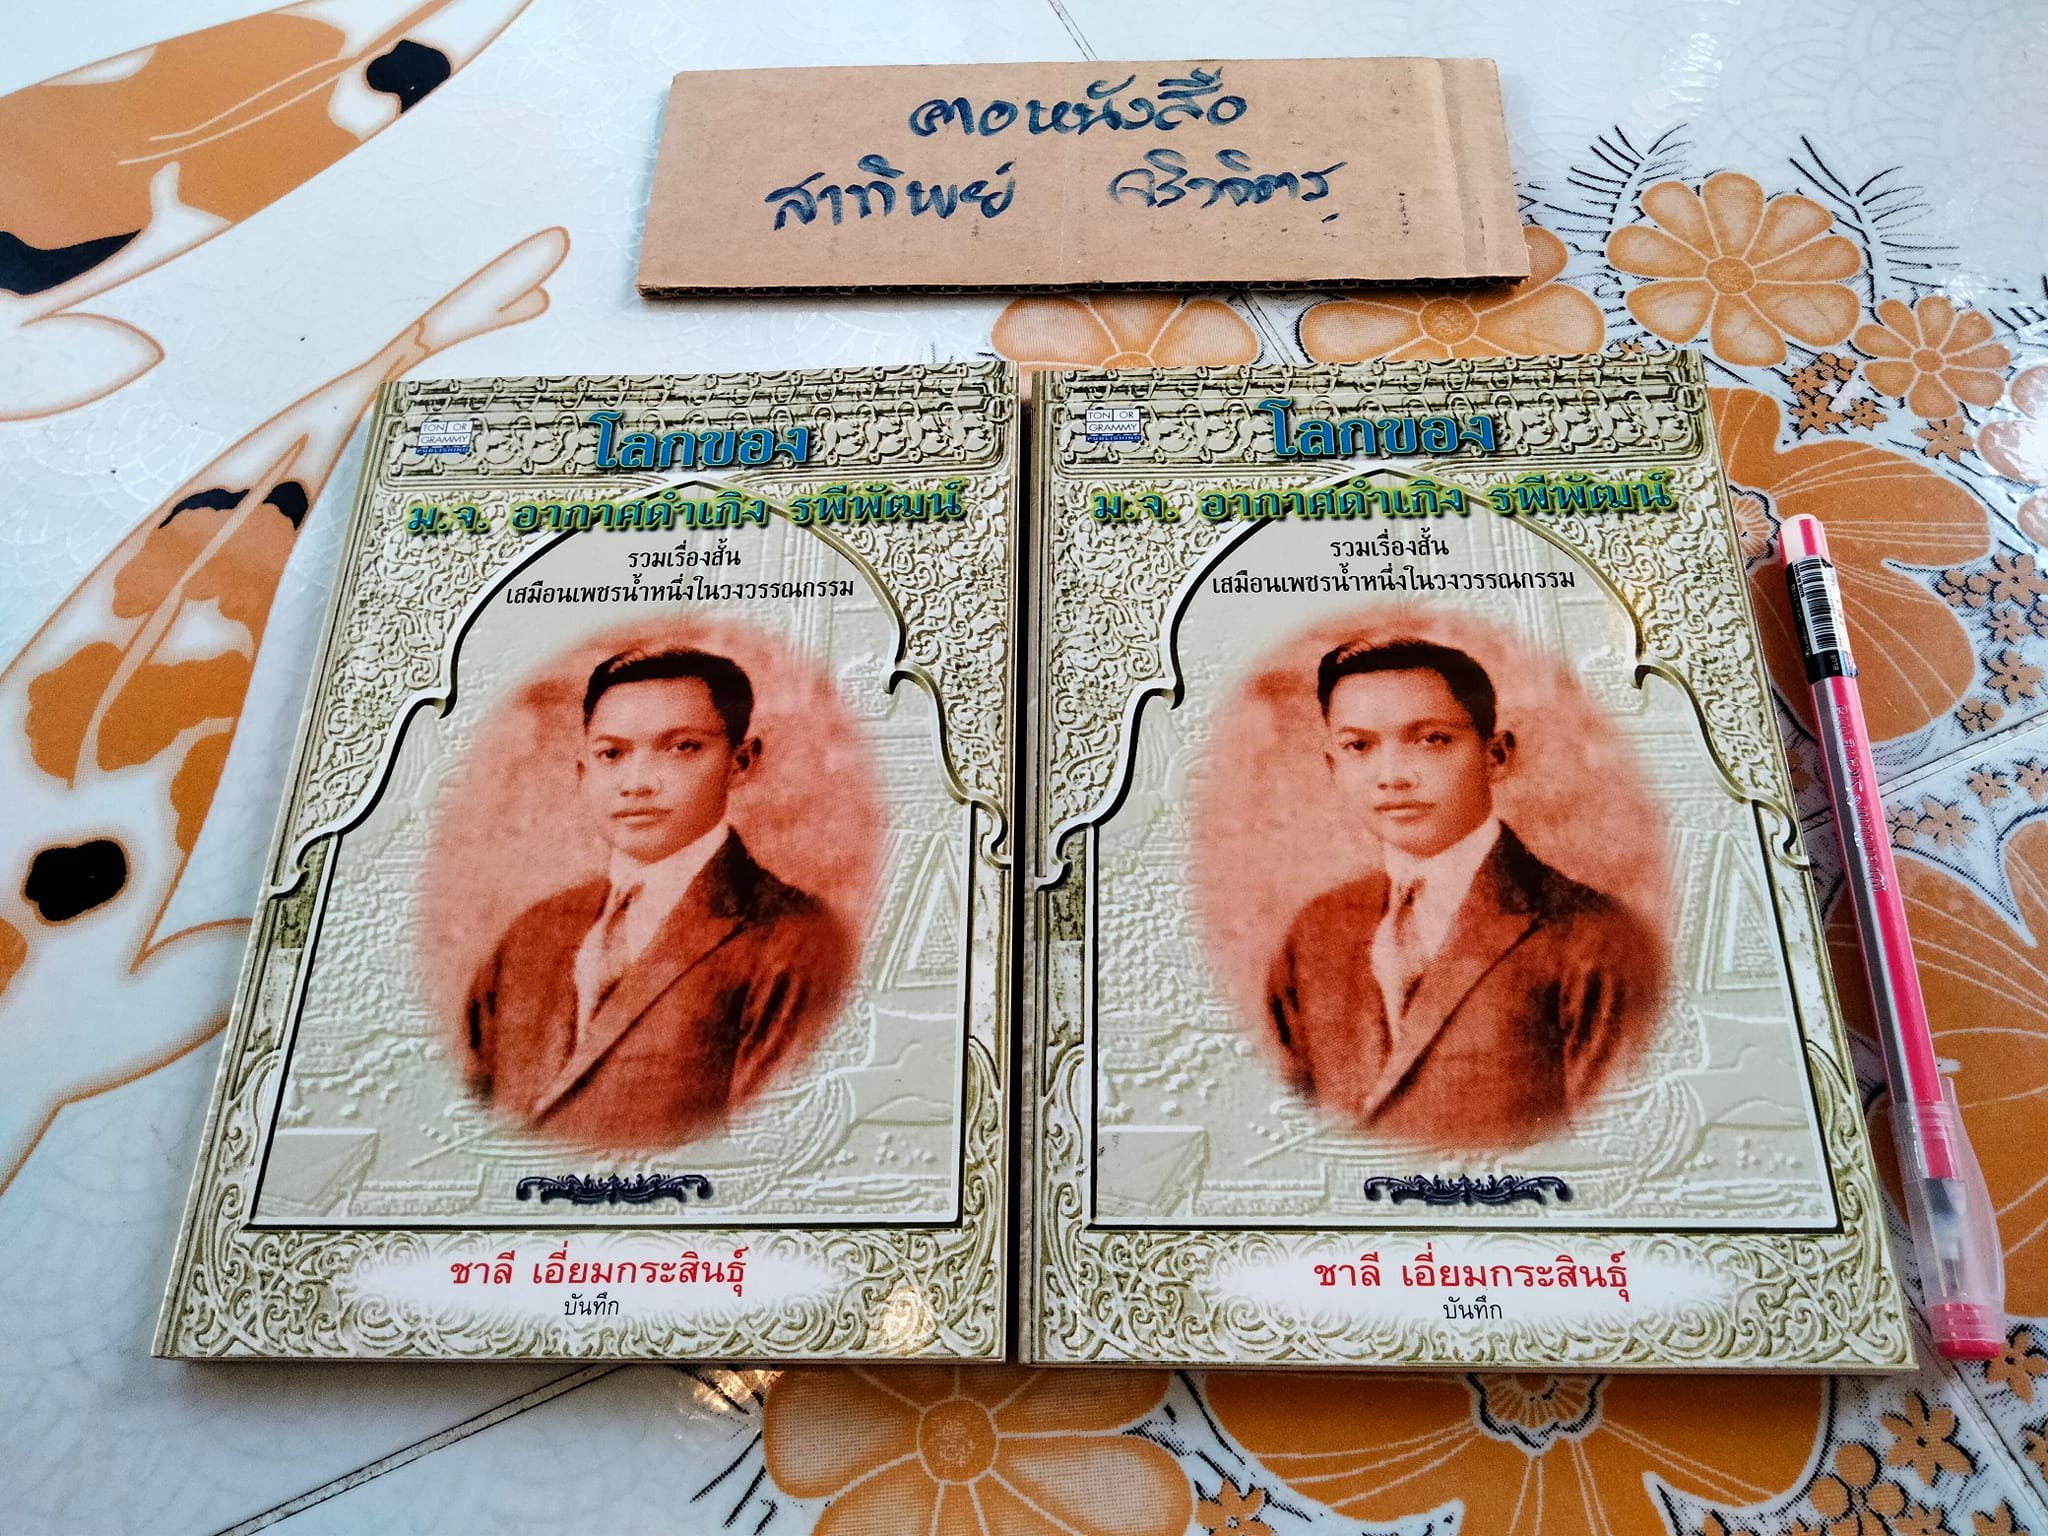 คอหนังสือ
สาทิพย์ จริวจิตร
TON OR
GRAMMY
PUBLISHING
โลกของ
ม.จ. อากาศดำเกิง รพีพัฒน์
รวมเรื่องสั้น
เสมือนเพชรน้ำหนึ่งในวงวรรณกรรม
ชาลี เอี่ยมกระสินธุ์
บันทึก
TON OR
GRAMMY
PUBLISHING
โลกของ
ม.จ. อากาศดำเกิง รพีพัฒน์
รวมเรื่องสั้น
เสมือนเพชรน้ำหนึ่งในวงวรรณกรรม
ชาลี เอี่ยมกระสินธุ์
บันทึก